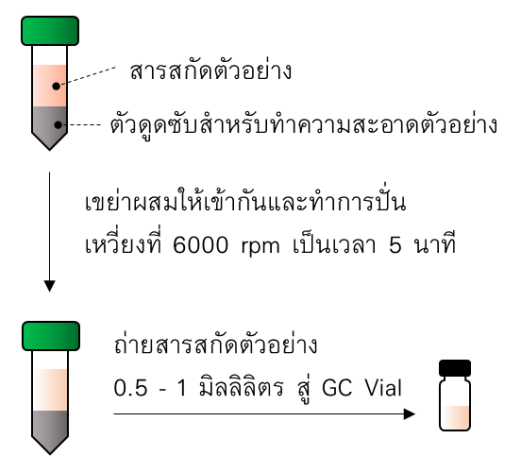 สารสกัดตัวอย่าง
ตัวดูดซับสำหรับทำความสะอาดตัวอย่าง
เขย่าผสมให้เข้ากันและทำการปั่น
เหวี่ยงที่ 6000 rpm เป็นเวลา 5 นาที
ถ่ายสารสกัดตัวอย่าง
0.5 - 1 มิลลิลิตร สู่ GC Vial